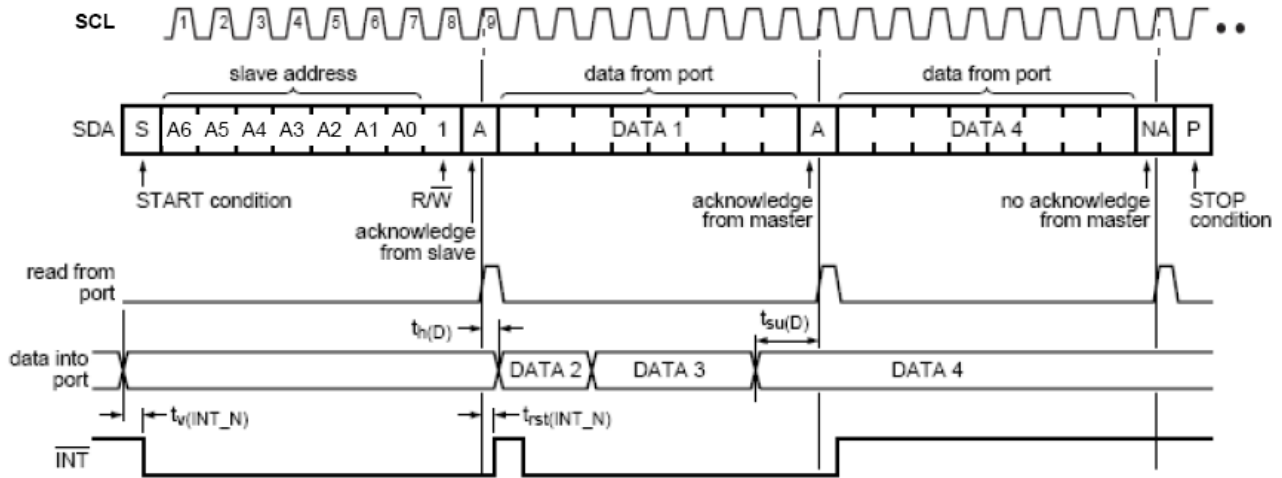 SCL 1 2 3 4 5 6 7 8 9
slave address data from port data from port
SDA S A6 A5 A4 A3 A2 A1 A0 1 A DATA 1 A DATA 4 NA P
START condition R/W̅ acknowledge from slave acknowledge from master no acknowledge from master STOP condition
read from port
th(D) tsu(D)
data into port DATA 2 DATA 3 DATA 4
tv(INT_N) trst(INT_N)
I̅N̅T̅